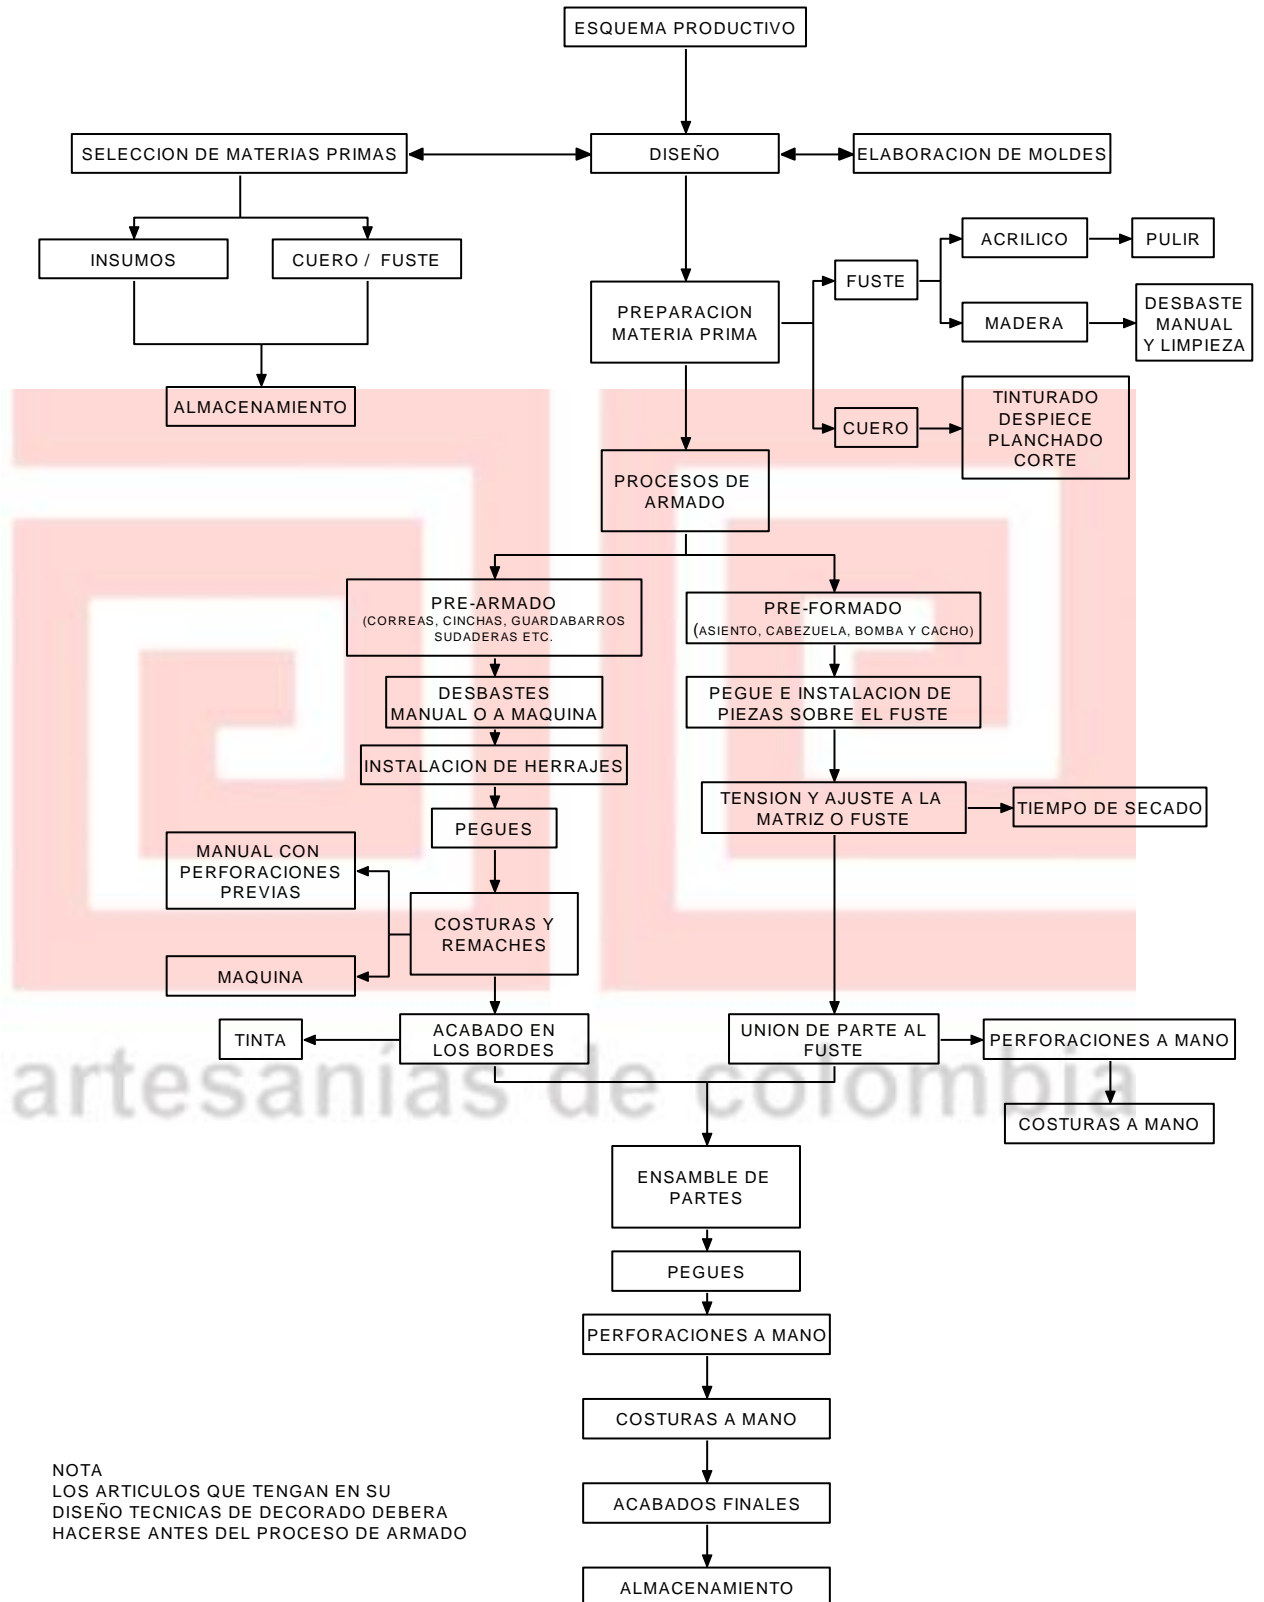 ESQUEMA PRODUCTIVO
SELECCION DE MATERIAS PRIMAS
DISEÑO
ELABORACION DE MOLDES
INSUMOS
CUERO / FUSTE
ALMACENAMIENTO
PREPARACION
MATERIA PRIMA
FUSTE
ACRILICO
PULIR
MADERA
DESBASTE
MANUAL
Y LIMPIEZA
CUERO
TINTURADO
DESPIECE
PLANCHADO
CORTE
PROCESOS DE
ARMADO
PRE-ARMADO
(CORREAS, CINCHAS, GUARDABARROS
SUDADERAS ETC.
DESBASTES
MANUAL O A MAQUINA
INSTALACION DE HERRAJES
PEGUES
MANUAL CON
PERFORACIONES
PREVIAS
COSTURAS Y
REMACHES
MAQUINA
TINTA
ACABADO EN
LOS BORDES
PRE-FORMADO
(ASIENTO, CABEZUELA, BOMBA Y CACHO)
PEGUE E INSTALACION DE
PIEZAS SOBRE EL FUSTE
TENSION Y AJUSTE A LA
MATRIZ O FUSTE
TIEMPO DE SECADO
UNION DE PARTE AL
FUSTE
PERFORACIONES A MANO
COSTURAS A MANO
artesanías de colombia
ENSAMBLE DE
PARTES
PEGUES
PERFORACIONES A MANO
COSTURAS A MANO
ACABADOS FINALES
ALMACENAMIENTO
NOTA
LOS ARTICULOS QUE TENGAN EN SU
DISEÑO TECNICAS DE DECORADO DEBERA
HACERSE ANTES DEL PROCESO DE ARMADO